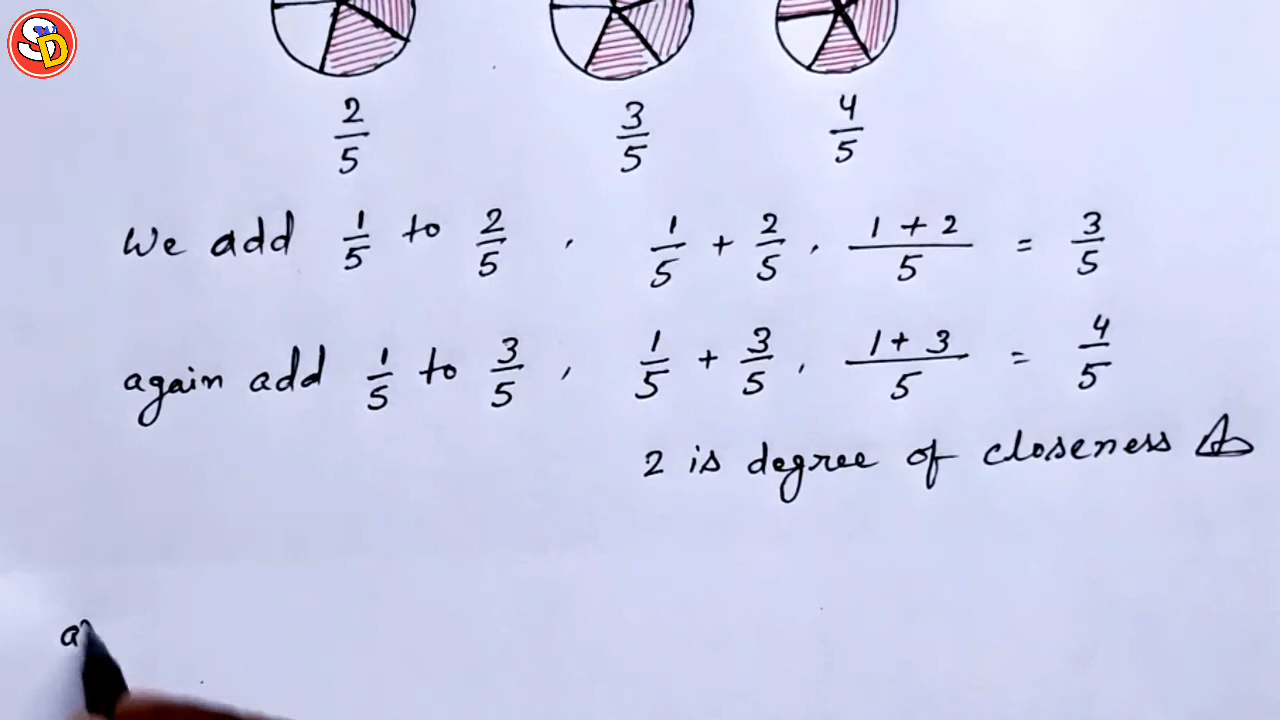 SD
2/5 3/5 4/5
We add 1/5 to 2/5 , 1/5 + 2/5 , (1 + 2)/5 = 3/5
again add 1/5 to 3/5 , 1/5 + 3/5 , (1 + 3)/5 = 4/5
2 is degree of closeness